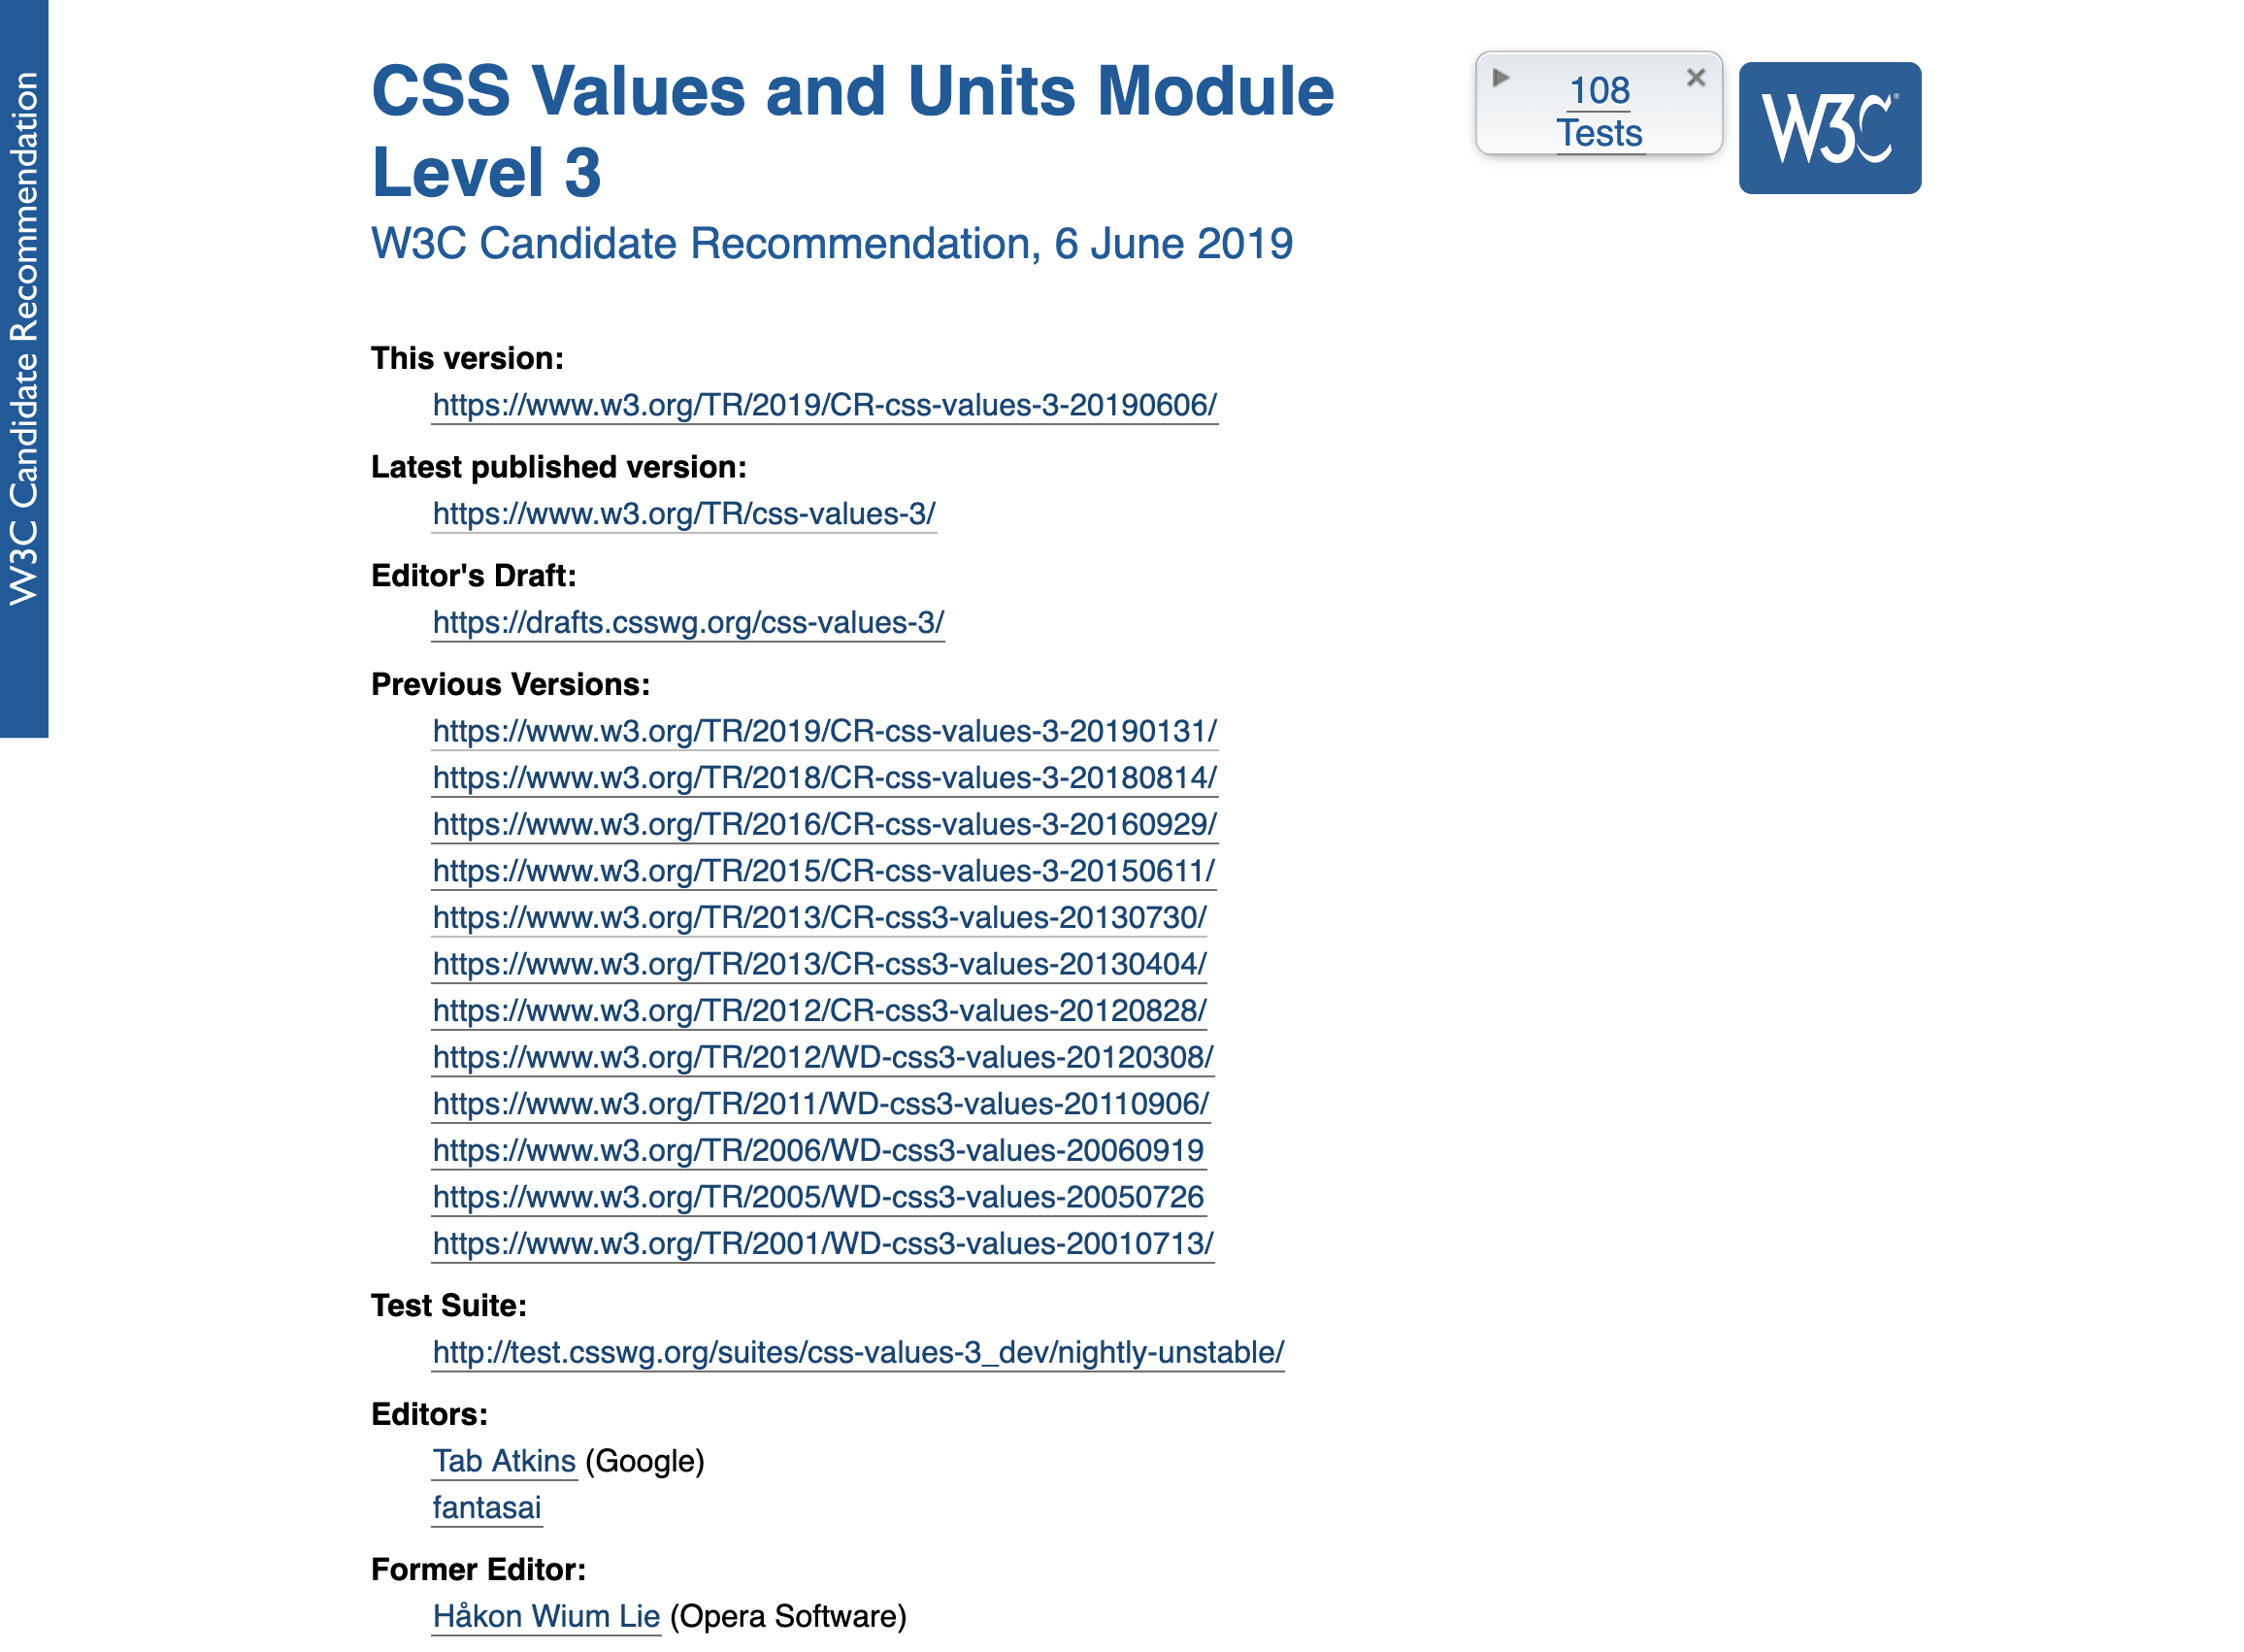 W3C Candidate Recommendation
CSS Values and Units Module
Level 3
W3C Candidate Recommendation, 6 June 2019
108
Tests
W3C®
This version:
https://www.w3.org/TR/2019/CR-css-values-3-20190606/
Latest published version:
https://www.w3.org/TR/css-values-3/
Editor's Draft:
https://drafts.csswg.org/css-values-3/
Previous Versions:
https://www.w3.org/TR/2019/CR-css-values-3-20190131/
https://www.w3.org/TR/2018/CR-css-values-3-20180814/
https://www.w3.org/TR/2016/CR-css-values-3-20160929/
https://www.w3.org/TR/2015/CR-css-values-3-20150611/
https://www.w3.org/TR/2013/CR-css3-values-20130730/
https://www.w3.org/TR/2013/CR-css3-values-20130404/
https://www.w3.org/TR/2012/CR-css3-values-20120828/
https://www.w3.org/TR/2012/WD-css3-values-20120308/
https://www.w3.org/TR/2011/WD-css3-values-20110906/
https://www.w3.org/TR/2006/WD-css3-values-20060919
https://www.w3.org/TR/2005/WD-css3-values-20050726
https://www.w3.org/TR/2001/WD-css3-values-20010713/
Test Suite:
http://test.csswg.org/suites/css-values-3_dev/nightly-unstable/
Editors:
Tab Atkins (Google)
fantasai
Former Editor:
Håkon Wium Lie (Opera Software)